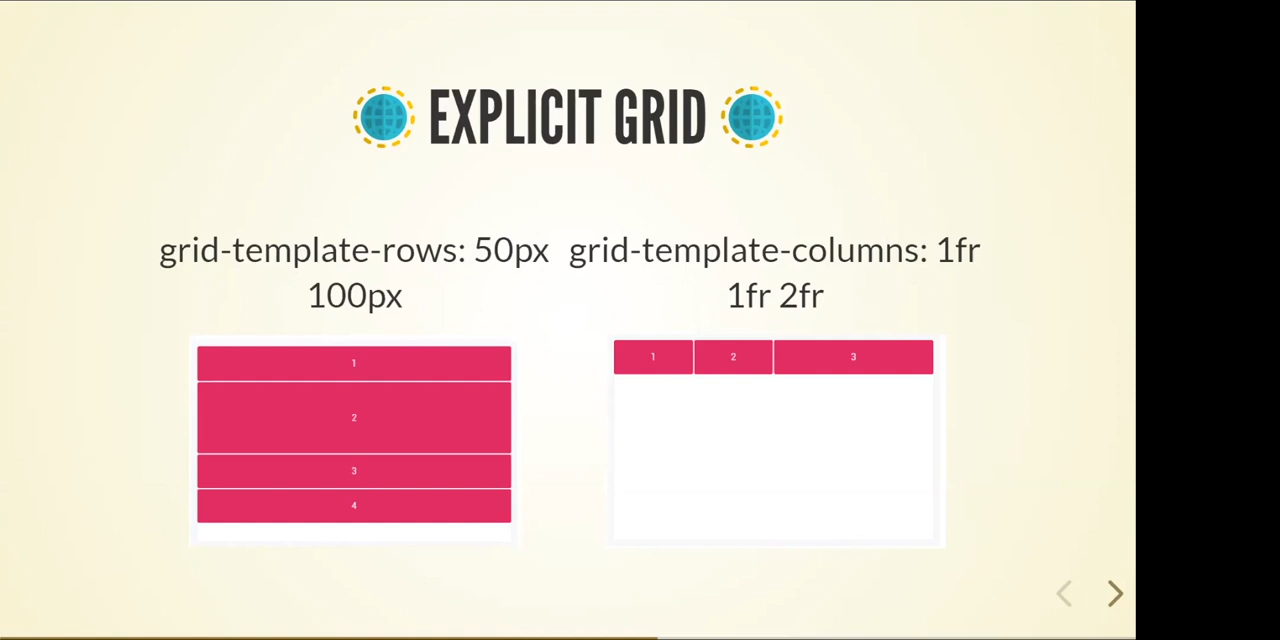 EXPLICIT GRID
grid-template-rows: 50px
100px
1
2
3
4
grid-template-columns: 1fr
1fr 2fr
1 2 3